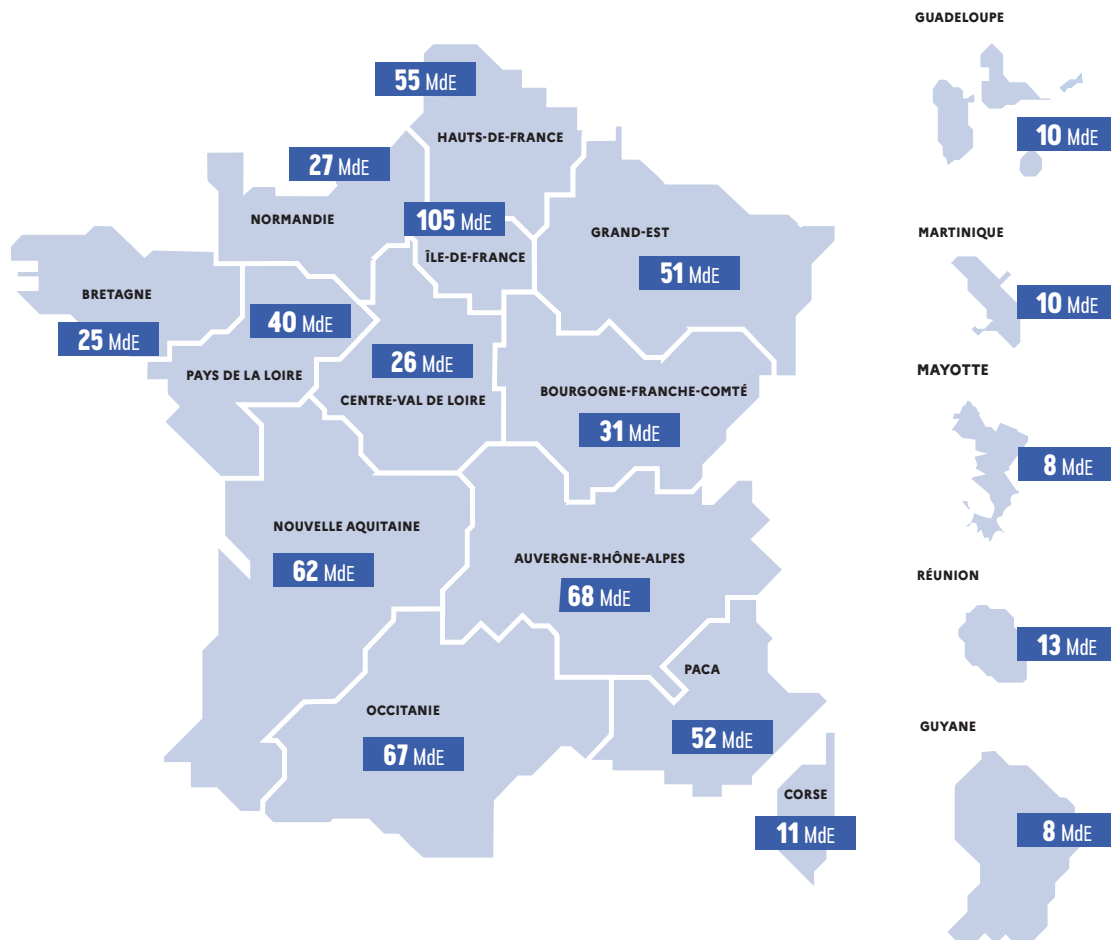 55 MdE
HAUTS-DE-FRANCE
27 MdE
NORMANDIE
105 MdE
ÎLE-DE-FRANCE
GRAND-EST
51 MdE
BRETAGNE
25 MdE
40 MdE
PAYS DE LA LOIRE
26 MdE
CENTRE-VAL DE LOIRE
BOURGOGNE-FRANCHE-COMTÉ
31 MdE
NOUVELLE AQUITAINE
62 MdE
AUVERGNE-RHÔNE-ALPES
68 MdE
PACA
52 MdE
OCCITANIE
67 MdE
CORSE
11 MdE
GUADELOUPE
10 MdE
MARTINIQUE
10 MdE
MAYOTTE
8 MdE
RÉUNION
13 MdE
GUYANE
8 MdE